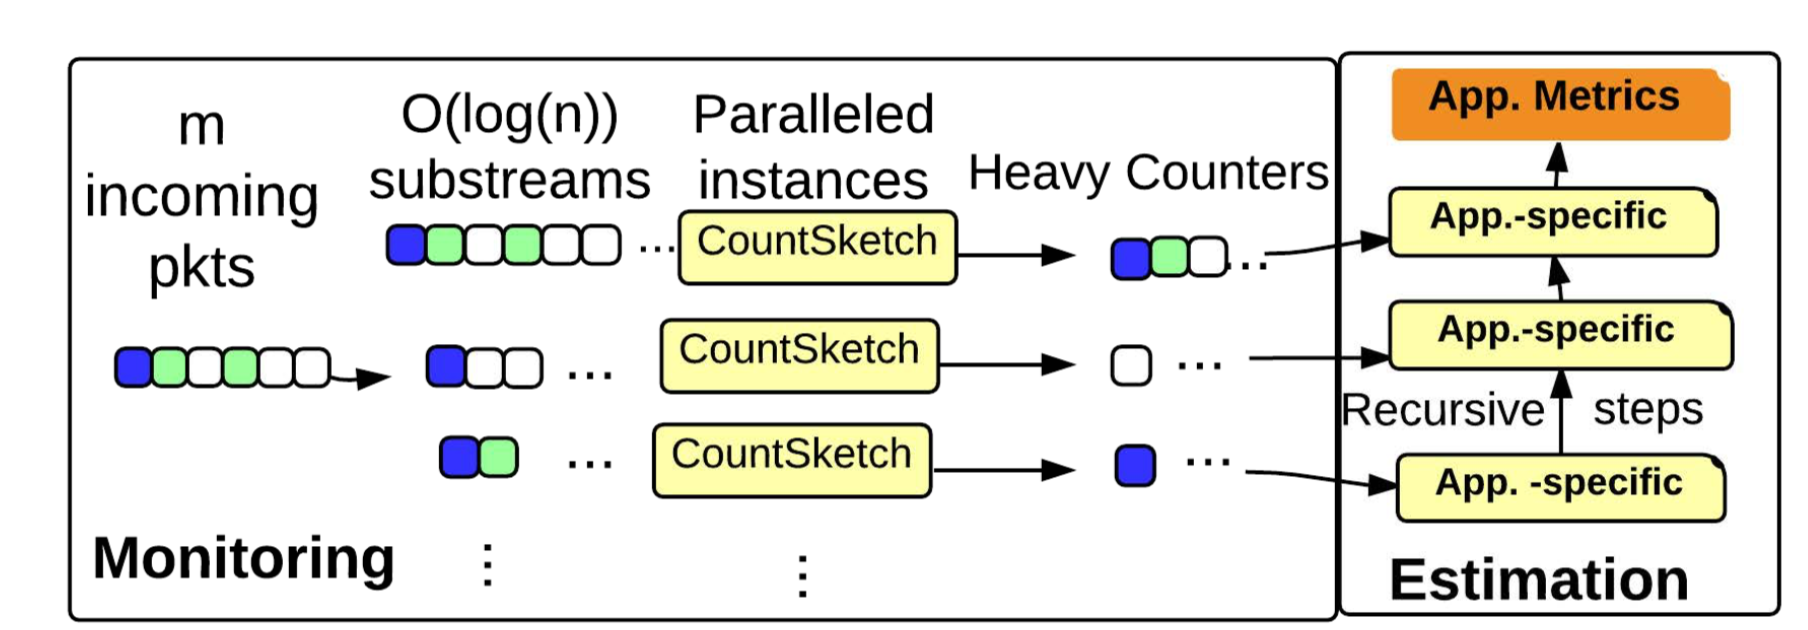 m
incoming
pkts
O(log(n))
substreams
Paralleled
instances
Heavy Counters
...
CountSketch
...
...
CountSketch
...
...
CountSketch
...
Monitoring
App. Metrics
App.-specific
App.-specific
Recursive steps
App. -specific
Estimation